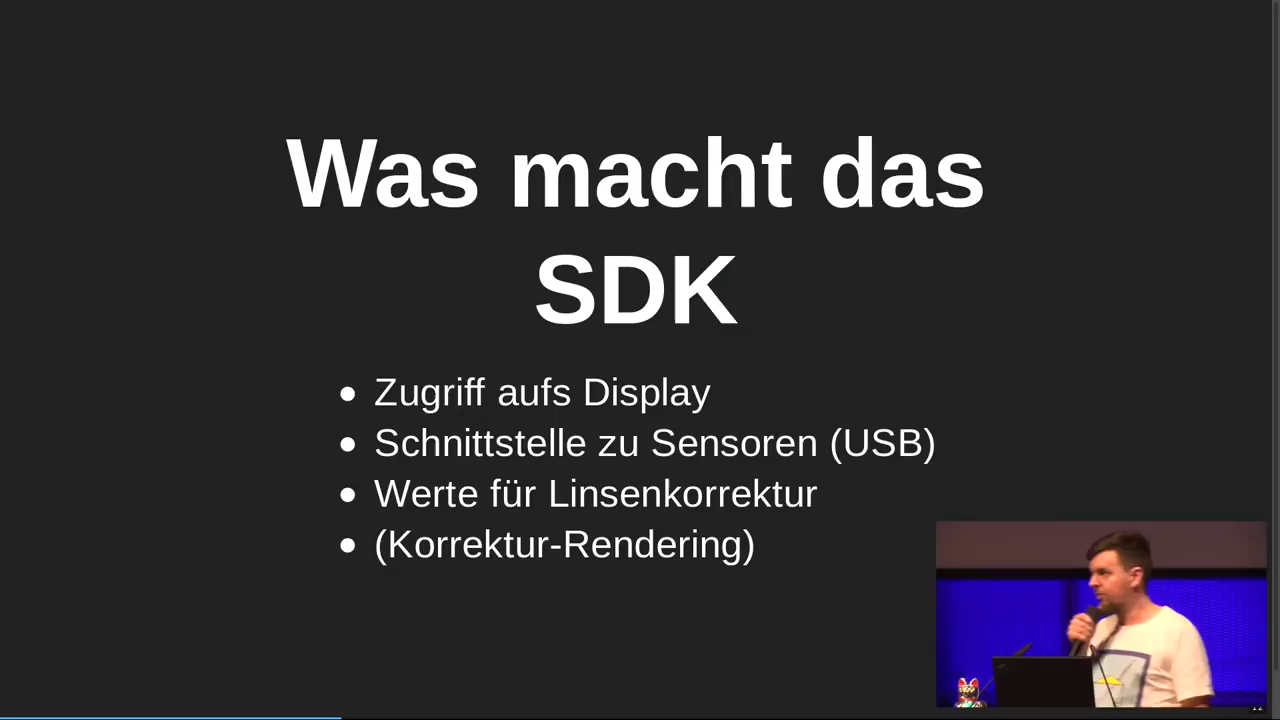 Was macht das
SDK
Zugriff aufs Display
Schnittstelle zu Sensoren (USB)
Werte für Linsenkorrektur
(Korrektur-Rendering)